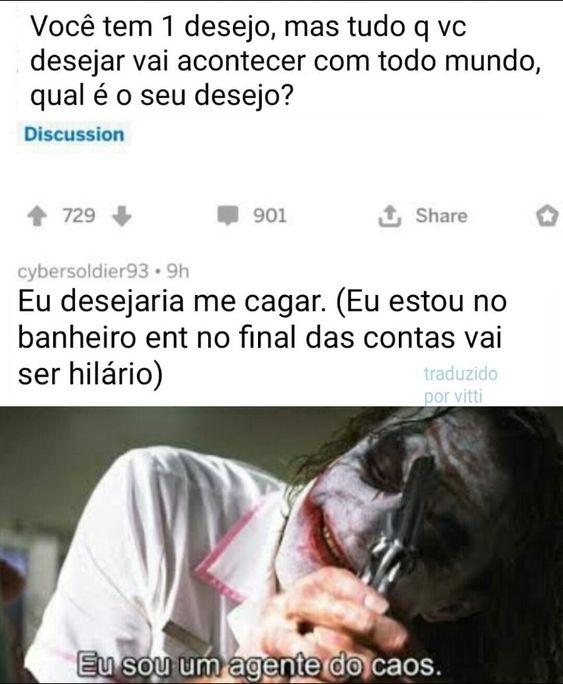 Você tem 1 desejo, mas tudo q vc
desejar vai acontecer com todo mundo,
qual é o seu desejo?
Discussion
729
901
Share
cybersoldier93 • 9h
Eu desejaria me cagar. (Eu estou no
banheiro ent no final das contas vai
ser hilário)
traduzido
por vitti
Eu sou um agente do caos.